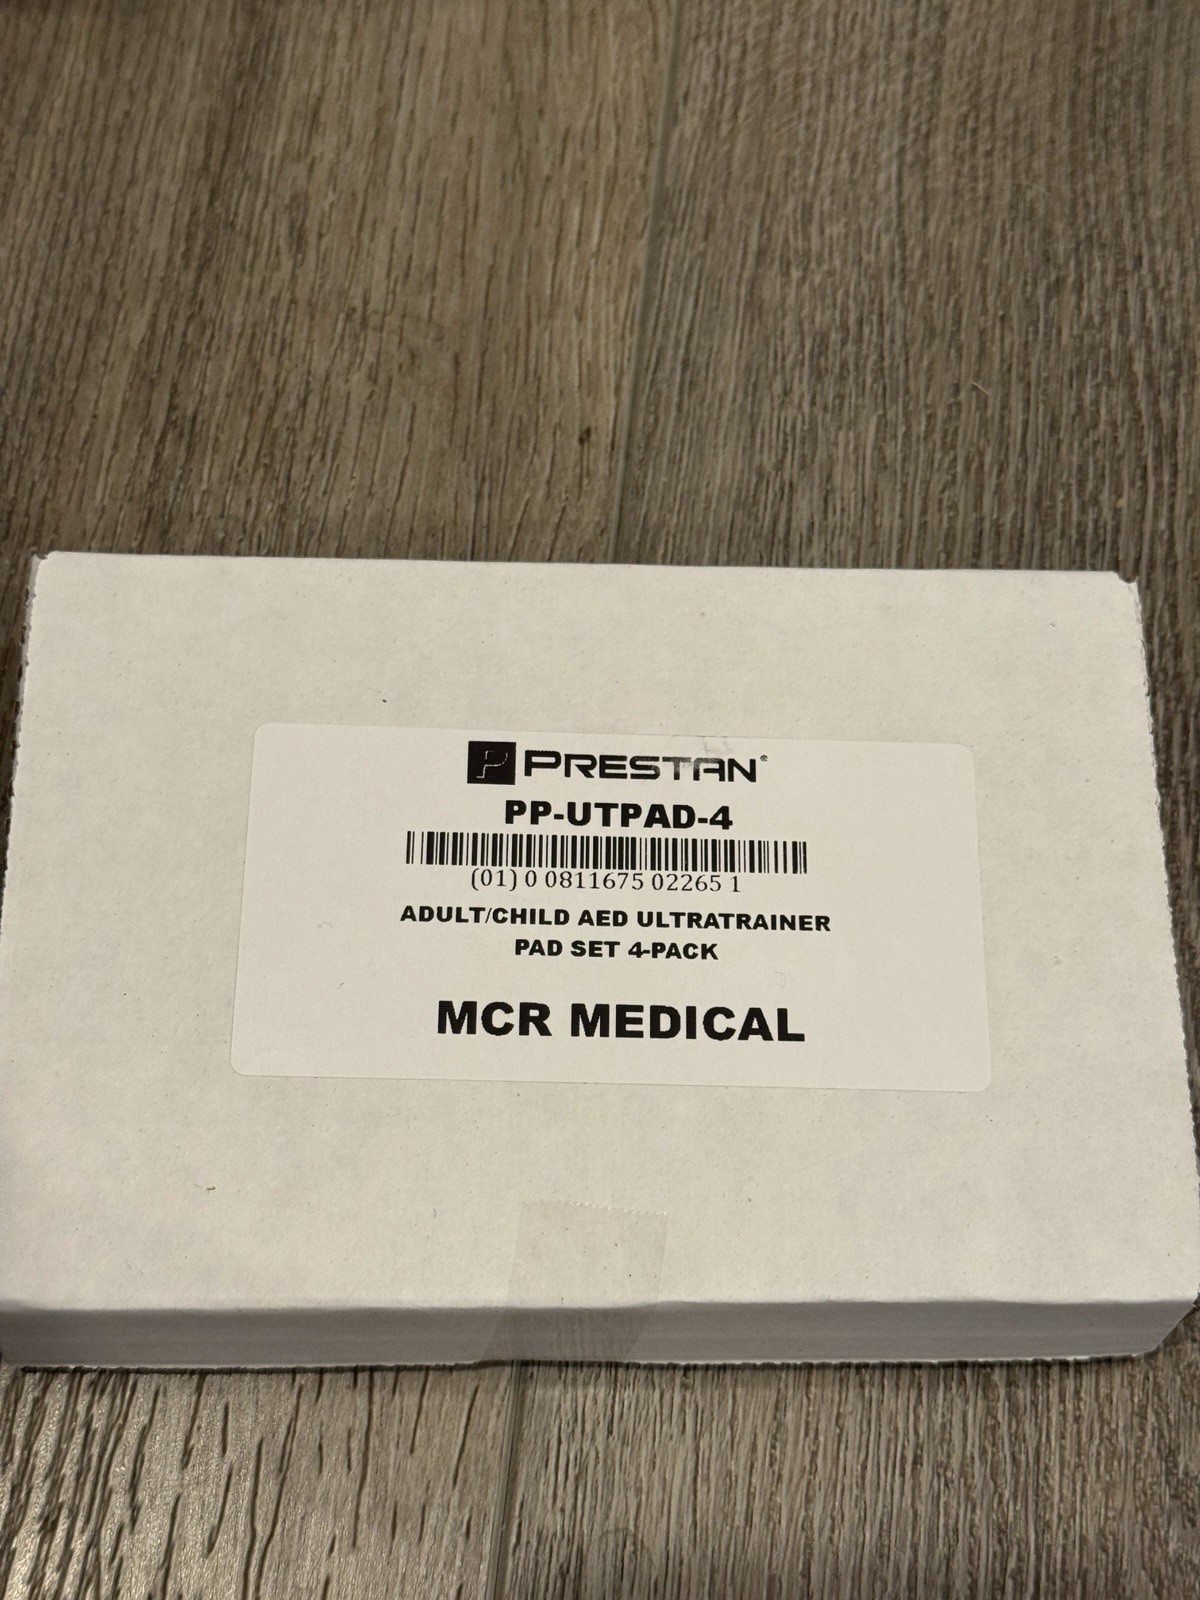 P PRESTAN®
PP-UTPAD-4
(01) 0 0811675 02265 1
ADULT/CHILD AED ULTRATRAINER
PAD SET 4-PACK
MCR MEDICAL